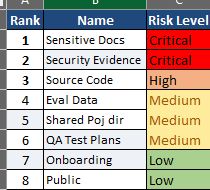 A B C
Rank Name Risk Level
1 Sensitive Docs Critical
2 Security Evidence Critical
3 Source Code High
4 Eval Data Medium
5 Shared Poj dir Medium
6 QA Test Plans Medium
7 Onboarding Low
8 Public Low